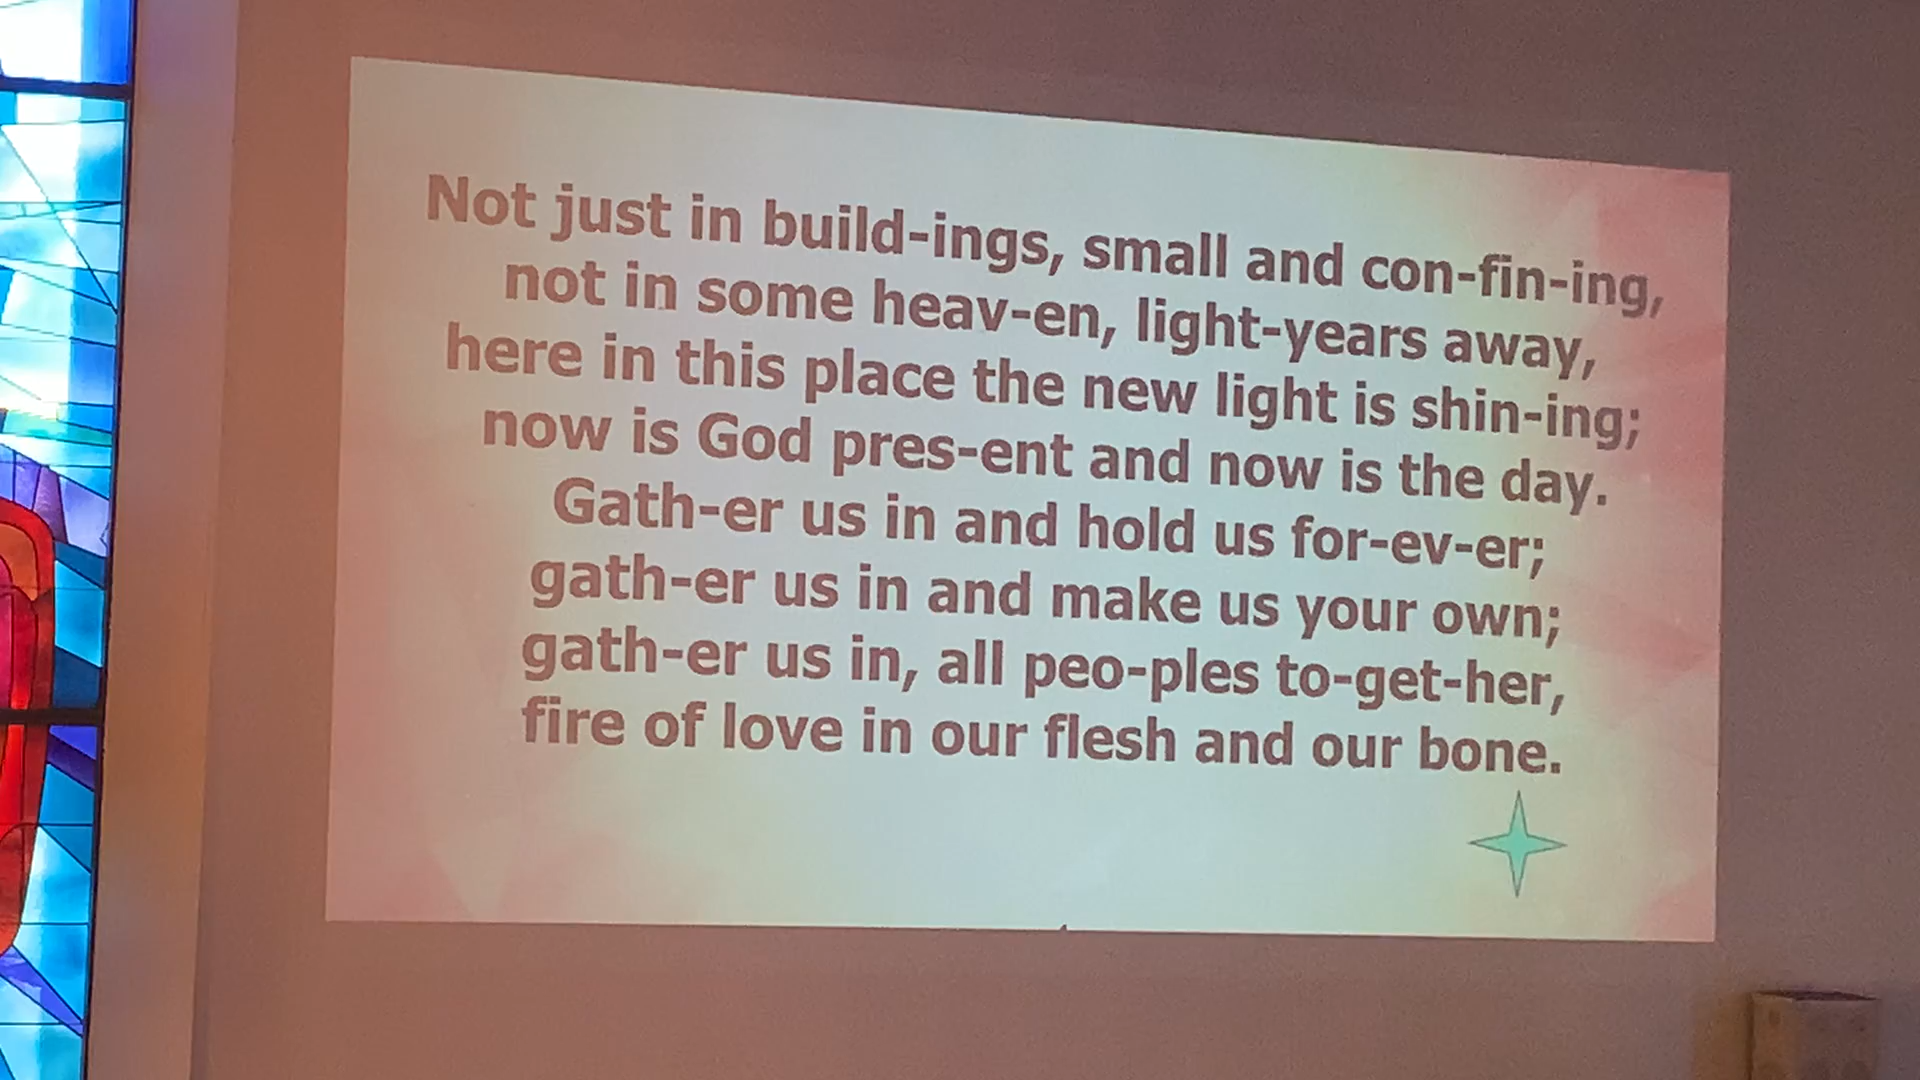 Not just in build-ings, small and con-fin-ing,
not in some heav-en, light-years away,
here in this place the new light is shin-ing;
now is God pres-ent and now is the day.
Gath-er us in and hold us for-ev-er;
gath-er us in and make us your own;
gath-er us in, all peo-ples to-get-her,
fire of love in our flesh and our bone.